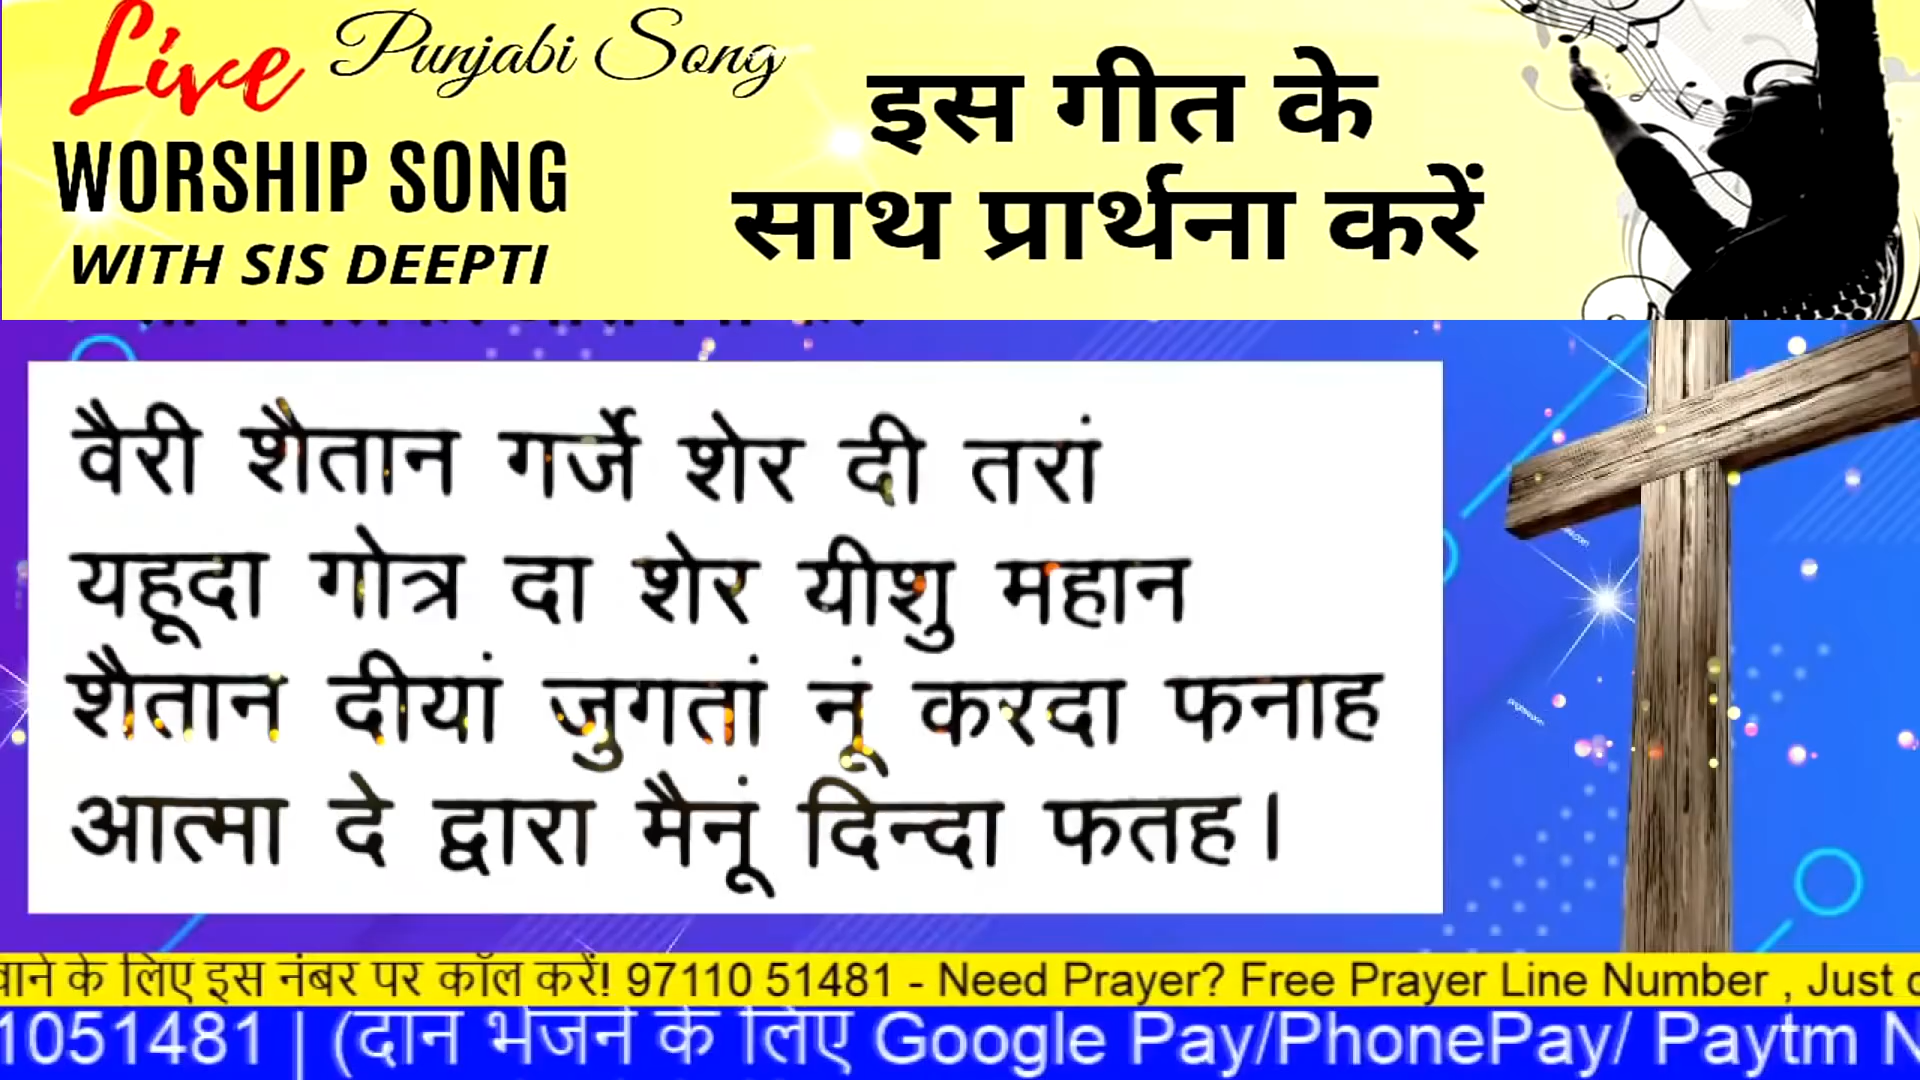 Live Punjabi Song
WORSHIP SONG
WITH SIS DEEPTI
इस गीत के
साथ प्रार्थना करें
वैरी शैतान गर्जे शेर दी तरां
यहूदा गोत्र दा शेर यीशु महान
शैतान दीयां जुगतां नूं करदा फनाह
आत्मा दे द्वारा मैनूं दिन्दा फतह।
के लिए इस नंबर पर कॉल करें! 97110 51481 - Need Prayer? Free Prayer Line Number , Just
1051481 | (दान भेजने के लिए Google Pay/PhonePay/ Paytm N